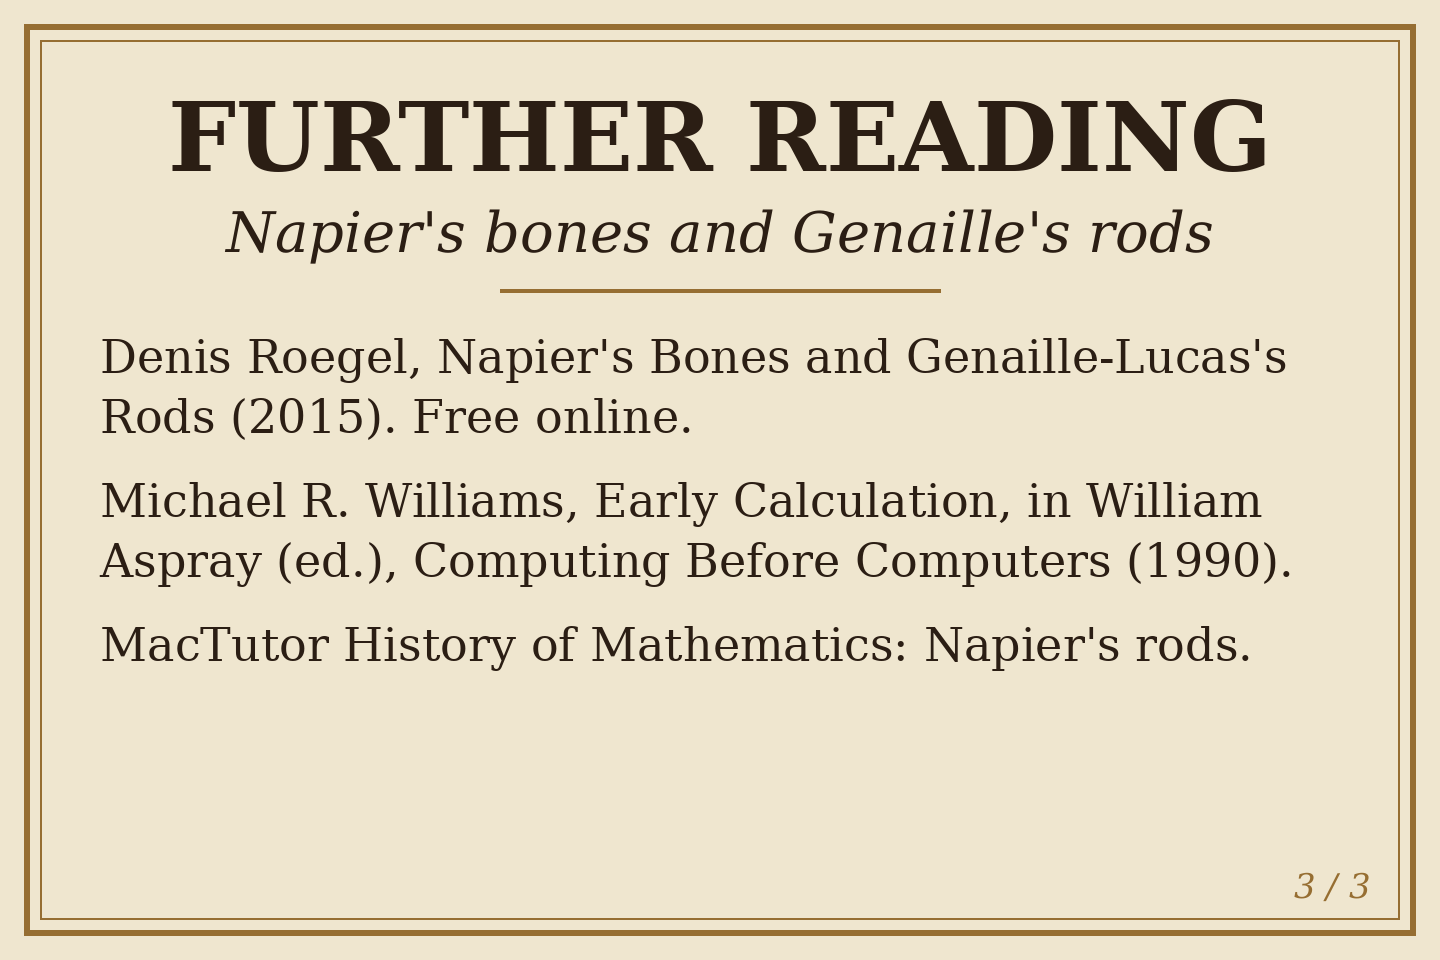 FURTHER READING
Napier's bones and Genaille's rods
Denis Roegel, Napier's Bones and Genaille-Lucas's
Rods (2015). Free online.
Michael R. Williams, Early Calculation, in William
Aspray (ed.), Computing Before Computers (1990).
MacTutor History of Mathematics: Napier's rods.
3 / 3